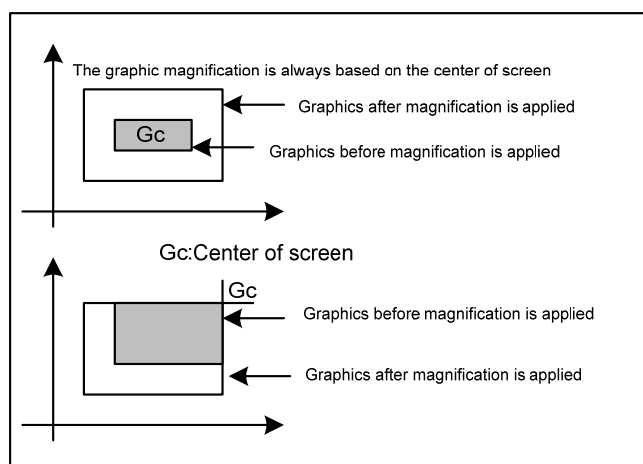 The graphic magnification is always based on the center of screen
Graphics after magnification is applied
Gc
Graphics before magnification is applied
Gc:Center of screen
Gc
Graphics before magnification is applied
Graphics after magnification is applied